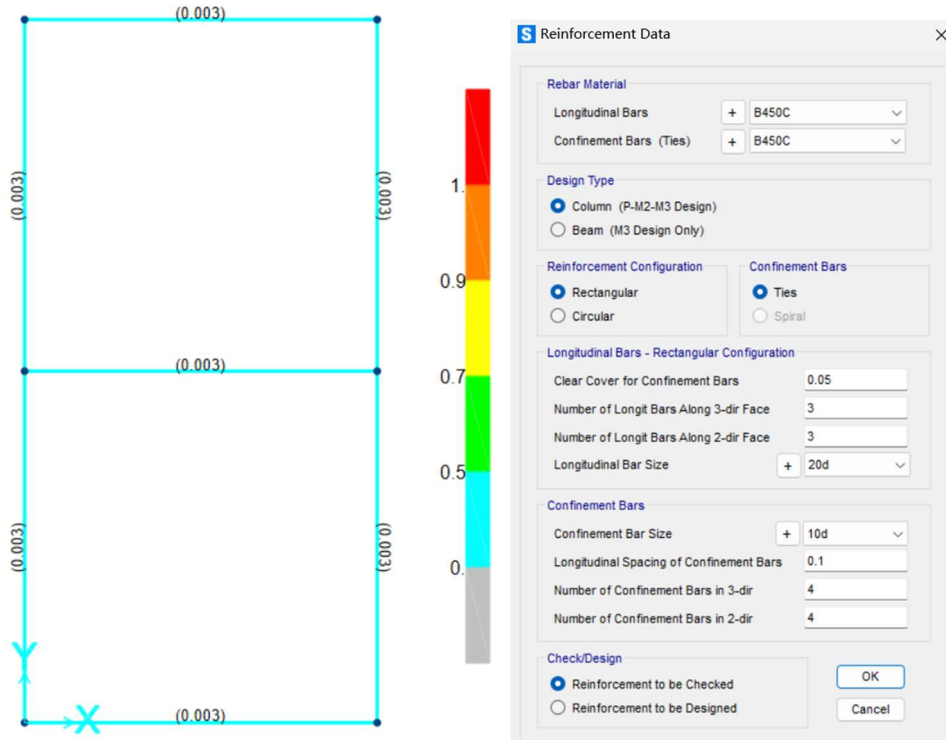 (0.003)
(0.003)
(0.003)
(0.003)
(0.003)
(0.003)
(0.003)
Y
X
1.
0.9
0.7
0.5
0.
S Reinforcement Data
Rebar Material
Longitudinal Bars + B450C
Confinement Bars (Ties) + B450C
Design Type
Column (P-M2-M3 Design)
Beam (M3 Design Only)
Reinforcement Configuration
Rectangular
Circular
Confinement Bars
Ties
Spiral
Longitudinal Bars - Rectangular Configuration
Clear Cover for Confinement Bars 0.05
Number of Longit Bars Along 3-dir Face 3
Number of Longit Bars Along 2-dir Face 3
Longitudinal Bar Size + 20d
Confinement Bars
Confinement Bar Size + 10d
Longitudinal Spacing of Confinement Bars 0.1
Number of Confinement Bars in 3-dir 4
Number of Confinement Bars in 2-dir 4
Check/Design
Reinforcement to be Checked
Reinforcement to be Designed
OK
Cancel